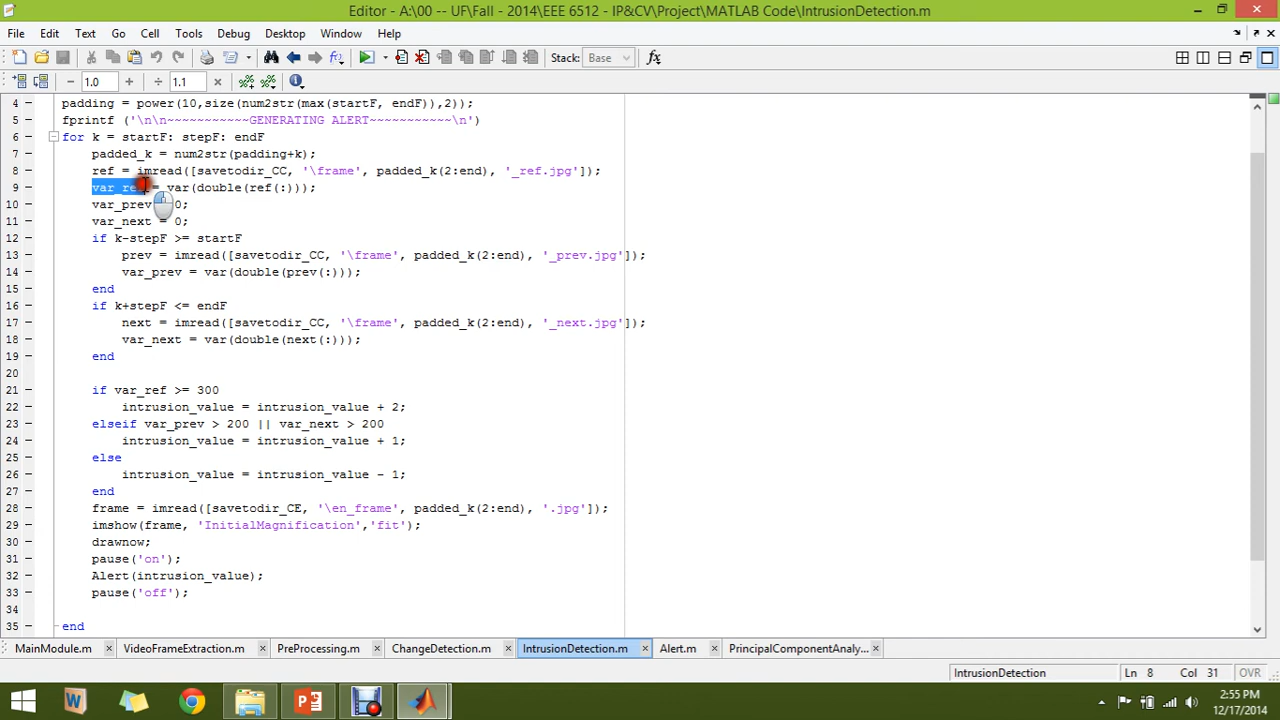 Editor - A:\00 -- UF\Fall - 2014\EEE 6512 - IP&CV\Project\MATLAB Code\IntrusionDetection.m
File Edit Text Go Cell Tools Debug Desktop Window Help
Stack: Base fx
1.0 1.1
4 padding = power(10,size(num2str(max(startF, endF)),2));
5 fprintf ('\n\n~~~~~~~~~~~GENERATING ALERT~~~~~~~~~~~\n')
6 for k = startF: stepF: endF
7 padded_k = num2str(padding+k);
8 ref = imread([savetodir_CC, '\frame', padded_k(2:end), '_ref.jpg']);
9 var_ref = var(double(ref(:)));
10 var_prev = 0;
11 var_next = 0;
12 if k-stepF >= startF
13 prev = imread([savetodir_CC, '\frame', padded_k(2:end), '_prev.jpg']);
14 var_prev = var(double(prev(:)));
15 end
16 if k+stepF <= endF
17 next = imread([savetodir_CC, '\frame', padded_k(2:end), '_next.jpg']);
18 var_next = var(double(next(:)));
19 end
20
21 if var_ref >= 300
22 intrusion_value = intrusion_value + 2;
23 elseif var_prev > 200 || var_next > 200
24 intrusion_value = intrusion_value + 1;
25 else
26 intrusion_value = intrusion_value - 1;
27 end
28 frame = imread([savetodir_CE, '\en_frame', padded_k(2:end), '.jpg']);
29 imshow(frame, 'InitialMagnification','fit');
30 drawnow;
31 pause('on');
32 Alert(intrusion_value);
33 pause('off');
34
35 end
MainModule.m VideoFrameExtraction.m PreProcessing.m ChangeDetection.m IntrusionDetection.m Alert.m PrincipalComponentAnaly...
IntrusionDetection Ln 8 Col 31 OVR
2:55 PM
12/17/2014